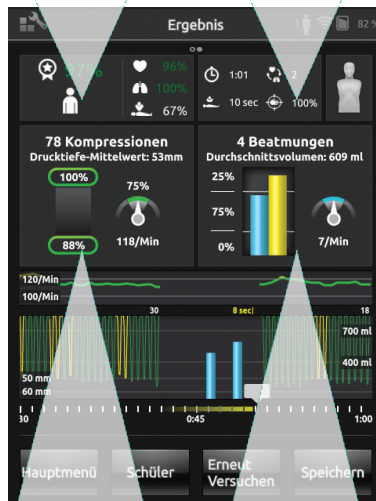 Ergebnis
82 %
97%
96%
100%
67%
1:01
2
10 sec
100%
78 Kompressionen
Drucktiefe-Mittelwert: 53mm
100%
75%
88%
118/Min
4 Beatmungen
Durchschnittsvolumen: 609 ml
25%
75%
0%
7/Min
120/Min
100/Min
30
8 sec
18
700 ml
400 ml
50 mm
60 mm
30
0:45
1:00
Hauptmenü
Schüler
Erneut
Versuchen
Speichern